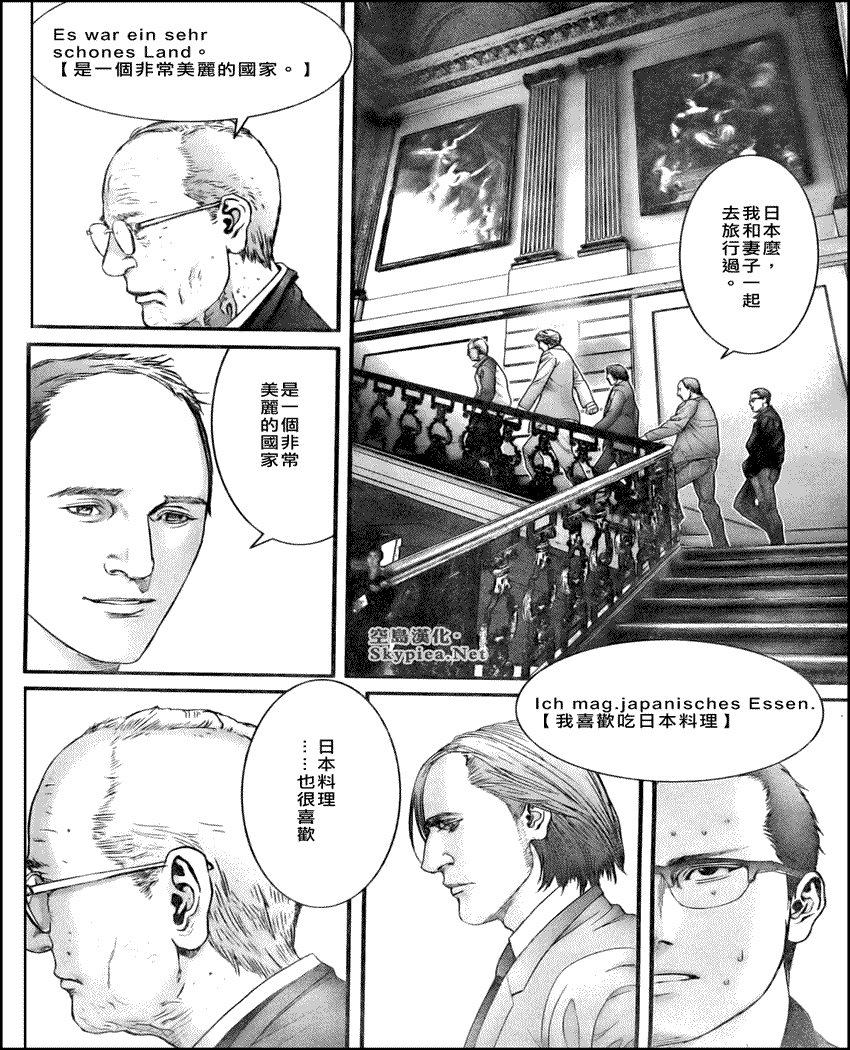 日本麼，
我和妻子一起
去旅行過。
Es war ein sehr
schones Land。
【是一個非常美麗的國家。】
是一個非常
美麗的國家
Ich mag.japanisches Essen.
【我喜歡吃日本料理】
日本料理
……也很喜歡
空島漢化·
Skypica.Net